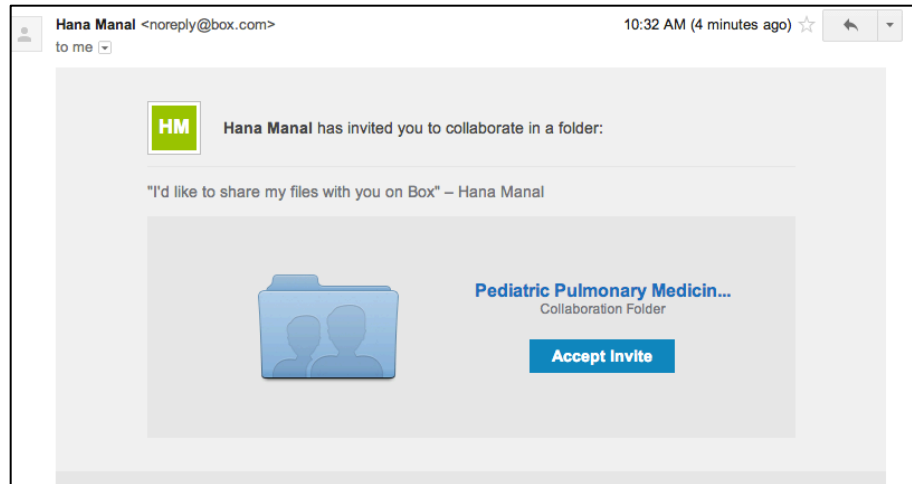 Hana Manal <noreply@box.com> 10:32 AM (4 minutes ago)
to me
HM Hana Manal has invited you to collaborate in a folder:
"I'd like to share my files with you on Box" – Hana Manal
Pediatric Pulmonary Medicin...
Collaboration Folder
Accept Invite